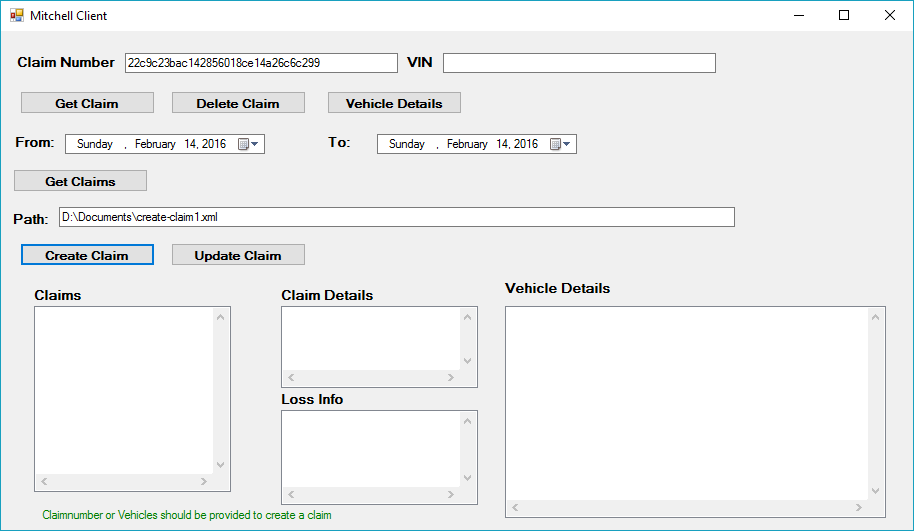 Mitchell Client
Claim Number 22c9c23bac142856018ce14a26c6c299 VIN
Get Claim Delete Claim Vehicle Details
From: Sunday , February 14, 2016 To: Sunday , February 14, 2016
Get Claims
Path: D:\Documents\create-claim1.xml
Create Claim Update Claim
Claims Claim Details Vehicle Details
Loss Info
Claimnumber or Vehicles should be provided to create a claim